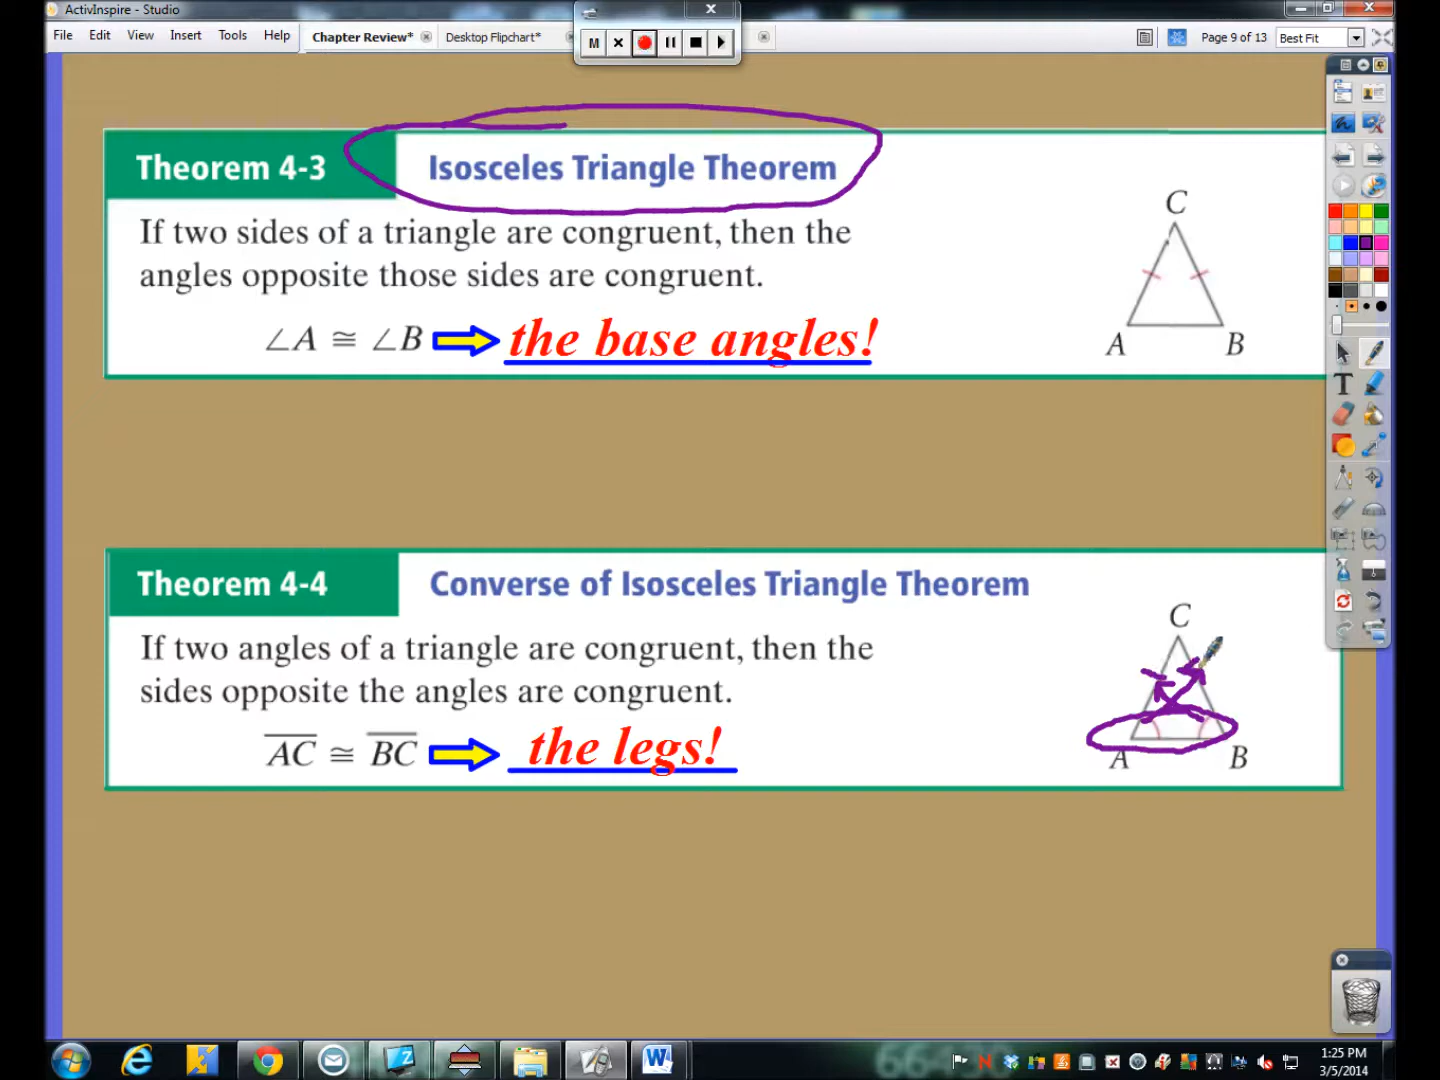 ActivInspire - Studio
File Edit View Insert Tools Help Chapter Review* Desktop Flipchart* Page 9 of 13 Best Fit
M
Theorem 4-3 Isosceles Triangle Theorem
If two sides of a triangle are congruent, then the
angles opposite those sides are congruent.
∠A ≅ ∠B the base angles!
C
A B
T
Theorem 4-4 Converse of Isosceles Triangle Theorem
If two angles of a triangle are congruent, then the
sides opposite the angles are congruent.
A̅C̅ ≅ B̅C̅ the legs!
C
A B
1:25 PM
3/5/2014